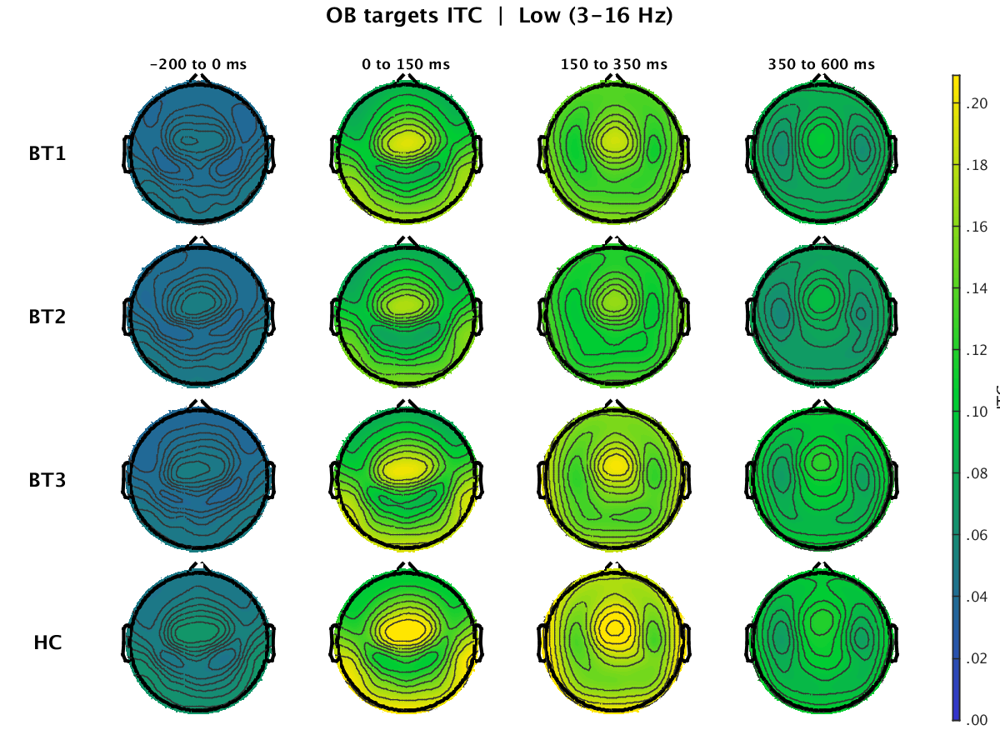 OB targets ITC | Low (3-16 Hz)
-200 to 0 ms
0 to 150 ms
150 to 350 ms
350 to 600 ms
BT1
BT2
BT3
HC
.20
.18
.16
.14
.12
.10
.08
.06
.04
.02
.00